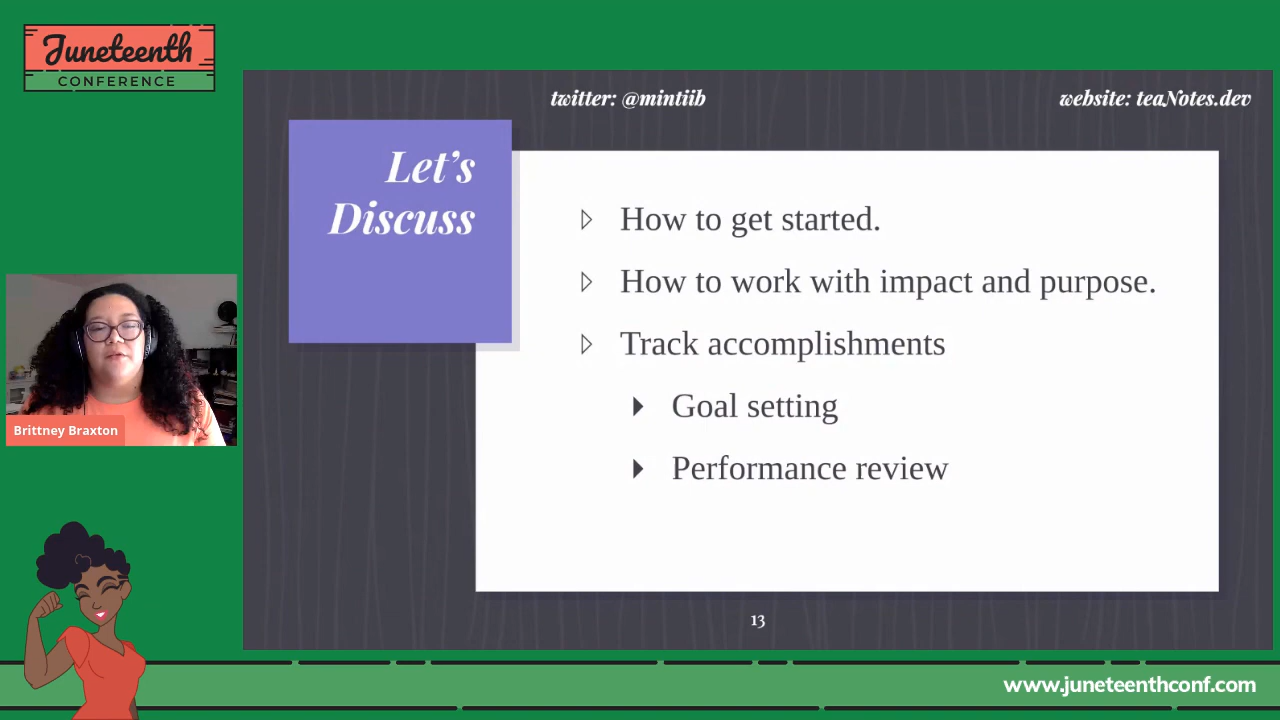 Juneteenth
CONFERENCE
twitter: @mintiib
website: teaNotes.dev
Let’s
Discuss
How to get started.
How to work with impact and purpose.
Track accomplishments
Goal setting
Performance review
Brittney Braxton
13
www.juneteenthconf.com